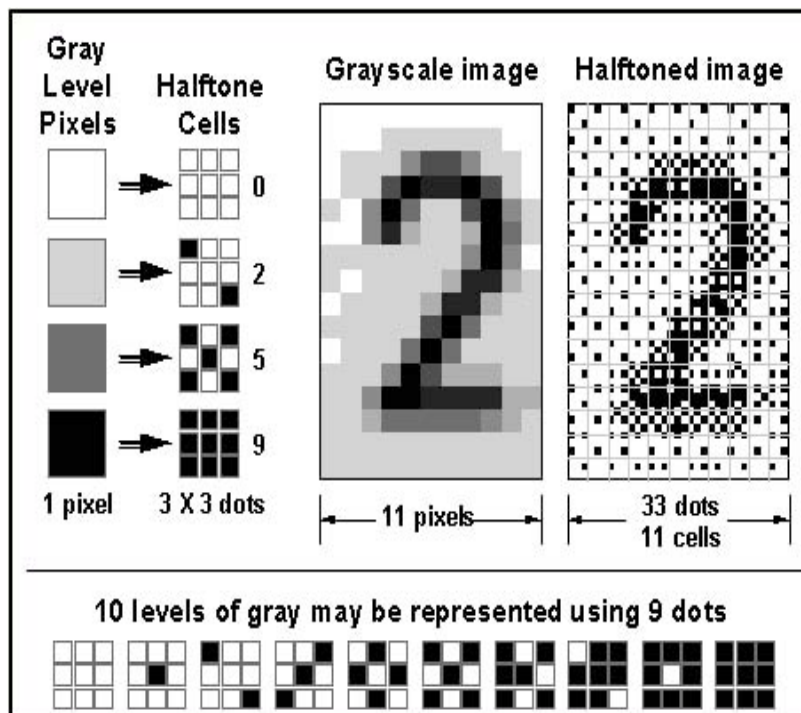 Gray
Level
Pixels
Halftone
Cells
0
2
5
9
1 pixel
3 X 3 dots
Grayscale image
11 pixels
Halftoned image
33 dots
11 cells
10 levels of gray may be represented using 9 dots